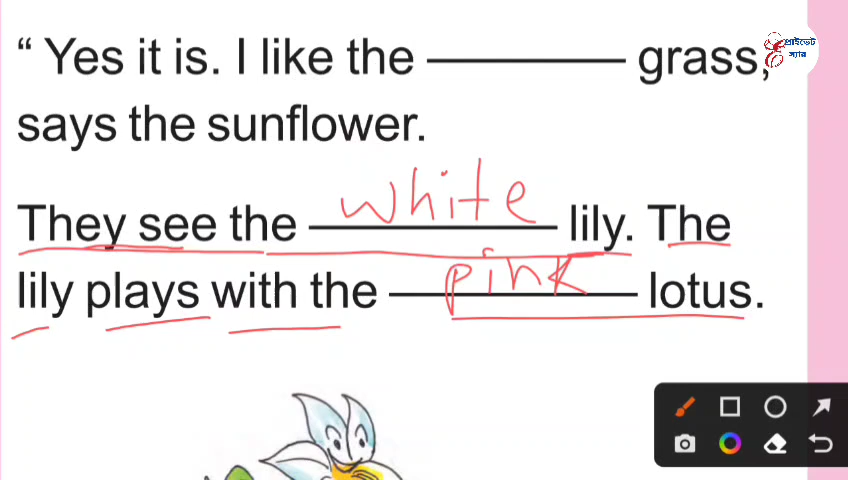 “ Yes it is. I like the ________ grass,
says the sunflower.
They see the white lily. The
lily plays with the pink lotus.
প্রাইভেট
স্যার